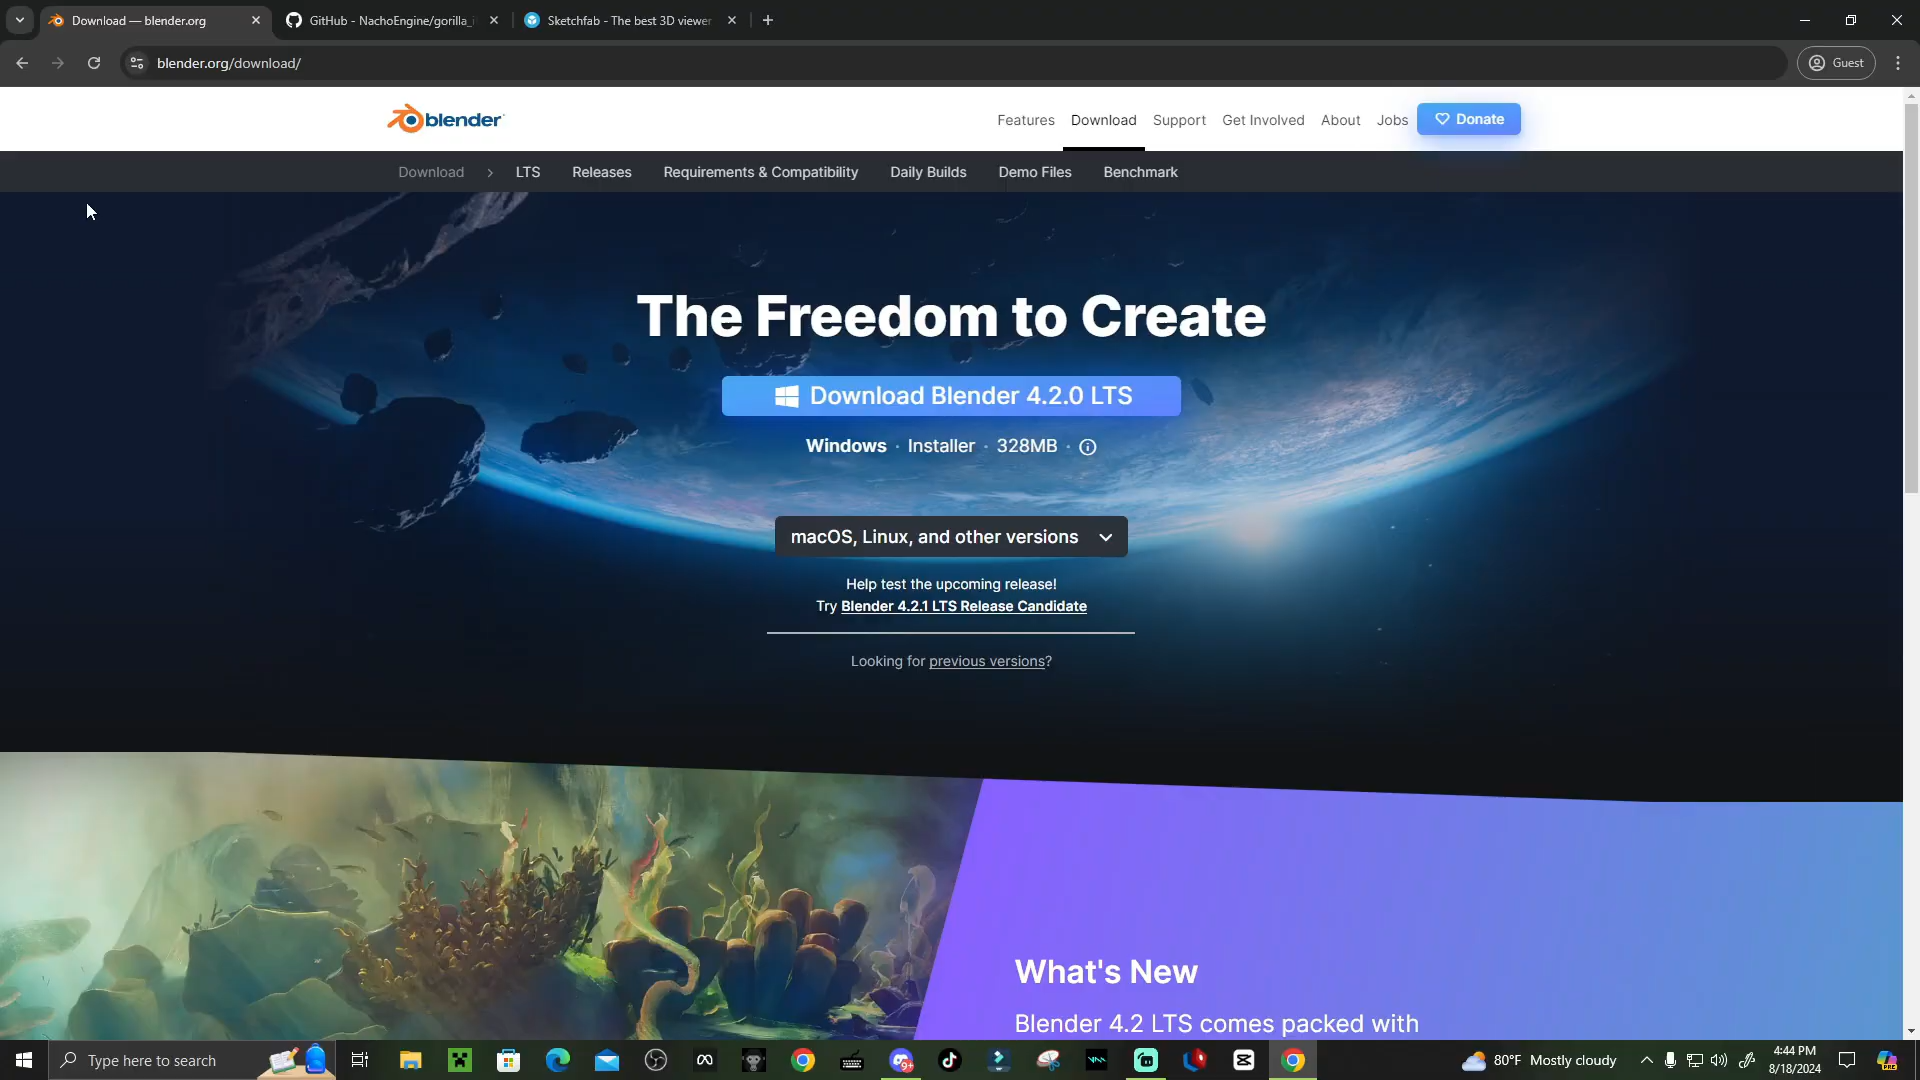 Download — blender.org
GitHub - NachoEngine/gorilla_
Sketchfab - The best 3D viewer
blender.org/download/
Guest
blender
Features
Download
Support
Get Involved
About
Jobs
Donate
Download
LTS
Releases
Requirements & Compatibility
Daily Builds
Demo Files
Benchmark
The Freedom to Create
Download Blender 4.2.0 LTS
Windows · Installer · 328MB ·
macOS, Linux, and other versions
Help test the upcoming release!
Try Blender 4.2.1 LTS Release Candidate
Looking for previous versions?
What's New
Blender 4.2 LTS comes packed with
Type here to search
80°F Mostly cloudy
4:44 PM
8/18/2024